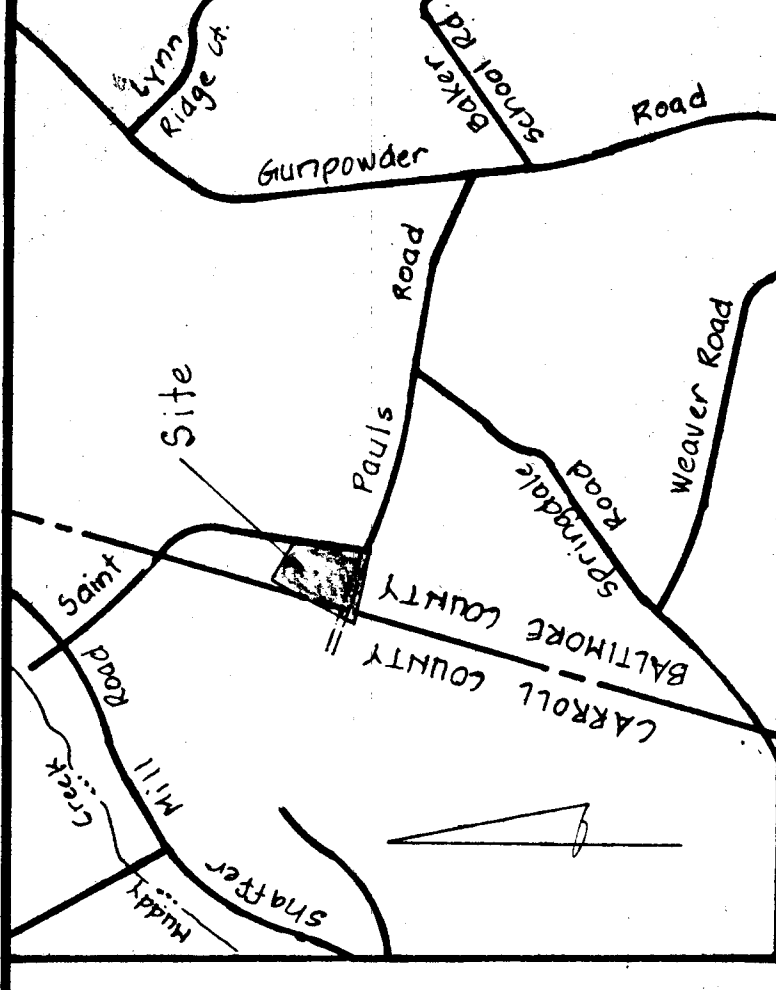 Lynn
Ridge Ct.
Baker
School Rd.
Road
Gunpowder
Road
Site
Pauls
Weaver Road
Springdale
Road
Saint
BALTIMORE COUNTY
CARROLL COUNTY
Road
Mill
Creek
Shaffer
Muddy